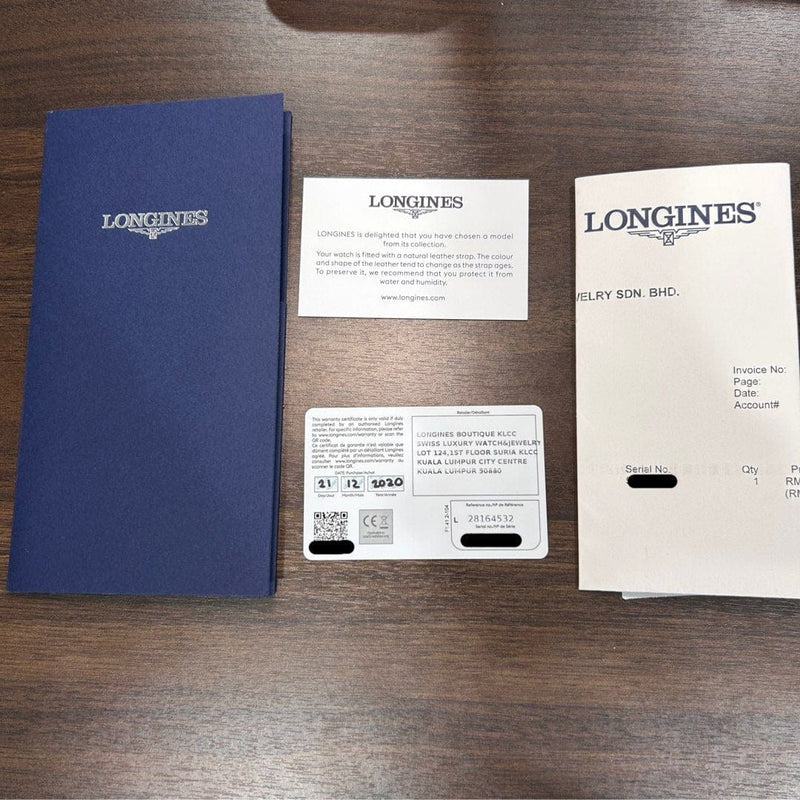 LONGINES
LONGINES
LONGINES is delighted that you have chosen a model
from its collection.
Your watch is fitted with a natural leather strap. The colour
and shape of the leather tend to change as the strap ages.
To preserve it, we recommend that you protect it from
water and humidity.
www.longines.com
This warranty certificate is only valid if duly
completed by an authorised Longines
retailer. For specific information, please refer
to www.longines.com/warranty or scan the
QR code.
Ce certificat de garantie n'est valable que
dûment complété par un détaillant Longines
agréé. Pour plus d'informations, veuillez
consulter www.longines.com/warranty ou
scanner le code QR.
DATE Purchase/Achat
21 12 2020
Day/Jour Month/Mois Year/Année
CE
Retailer/Détaillant
LONGINES BOUTIQUE KLCC
SWISS LUXURY WATCH&JEWELRY
LOT 124,1ST FLOOR SURIA KLCC
KUALA LUMPUR CITY CENTRE
KUALA LUMPUR 50880
Reference no./Nº de Référence
L 28164532
Serial no./Nº de Série
LONGINES®
WELRY SDN. BHD.
Invoice No:
Page:
Date:
Account#
Serial No. Qty
1 RM
(RM